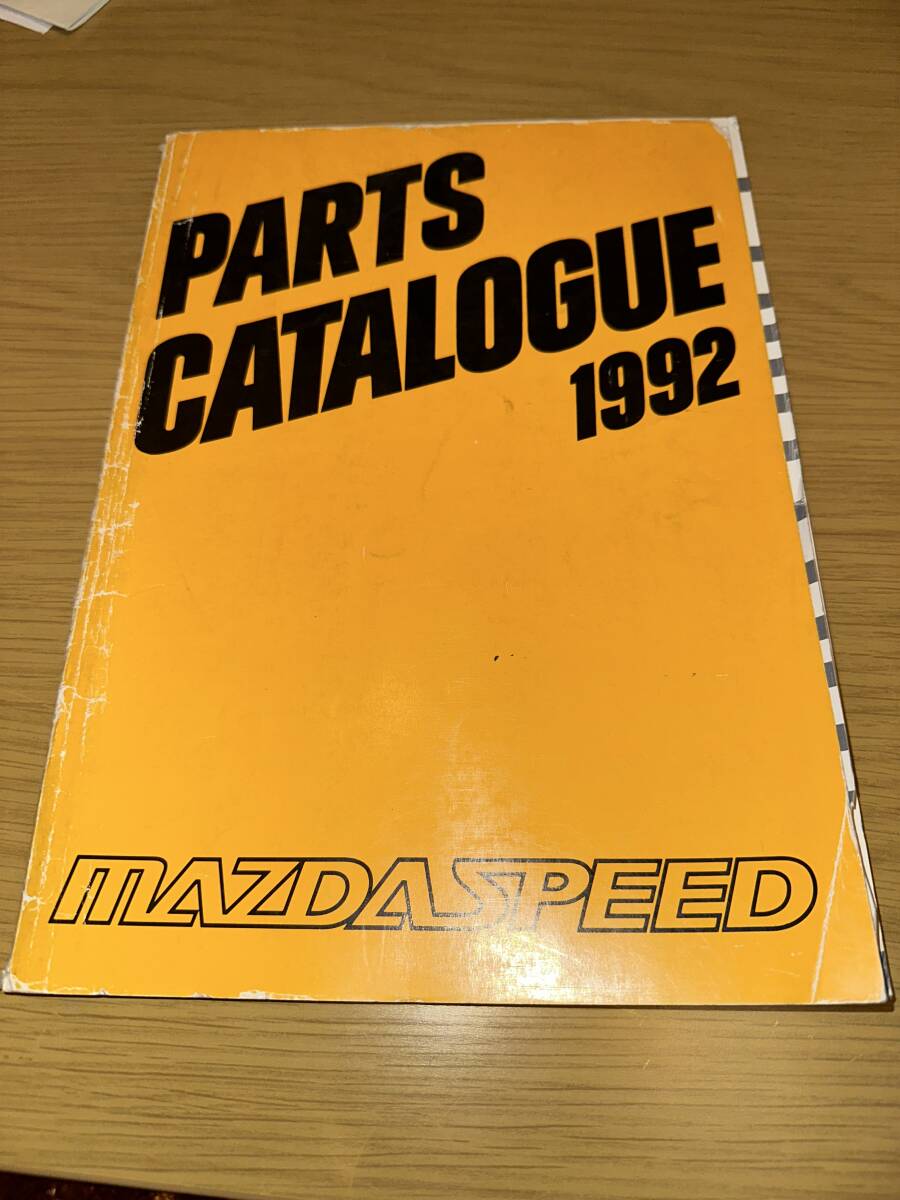 PARTS
CATALOGUE
1992
MAZDASPEED